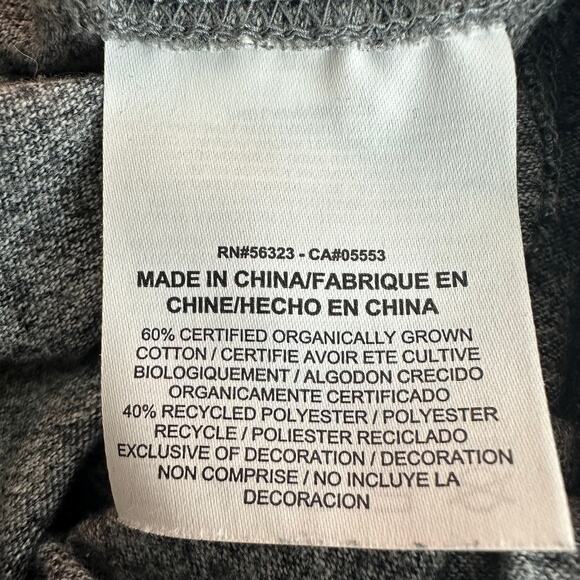 RN#56323 - CA#05553
MADE IN CHINA/FABRIQUE EN
CHINE/HECHO EN CHINA
60% CERTIFIED ORGANICALLY GROWN
COTTON / CERTIFIE AVOIR ETE CULTIVE
BIOLOGIQUEMENT / ALGODON CRECIDO
ORGANICAMENTE CERTIFICADO
40% RECYCLED POLYESTER / POLYESTER
RECYCLE / POLIESTER RECICLADO
EXCLUSIVE OF DECORATION / DECORATION
NON COMPRISE / NO INCLUYE LA
DECORACION